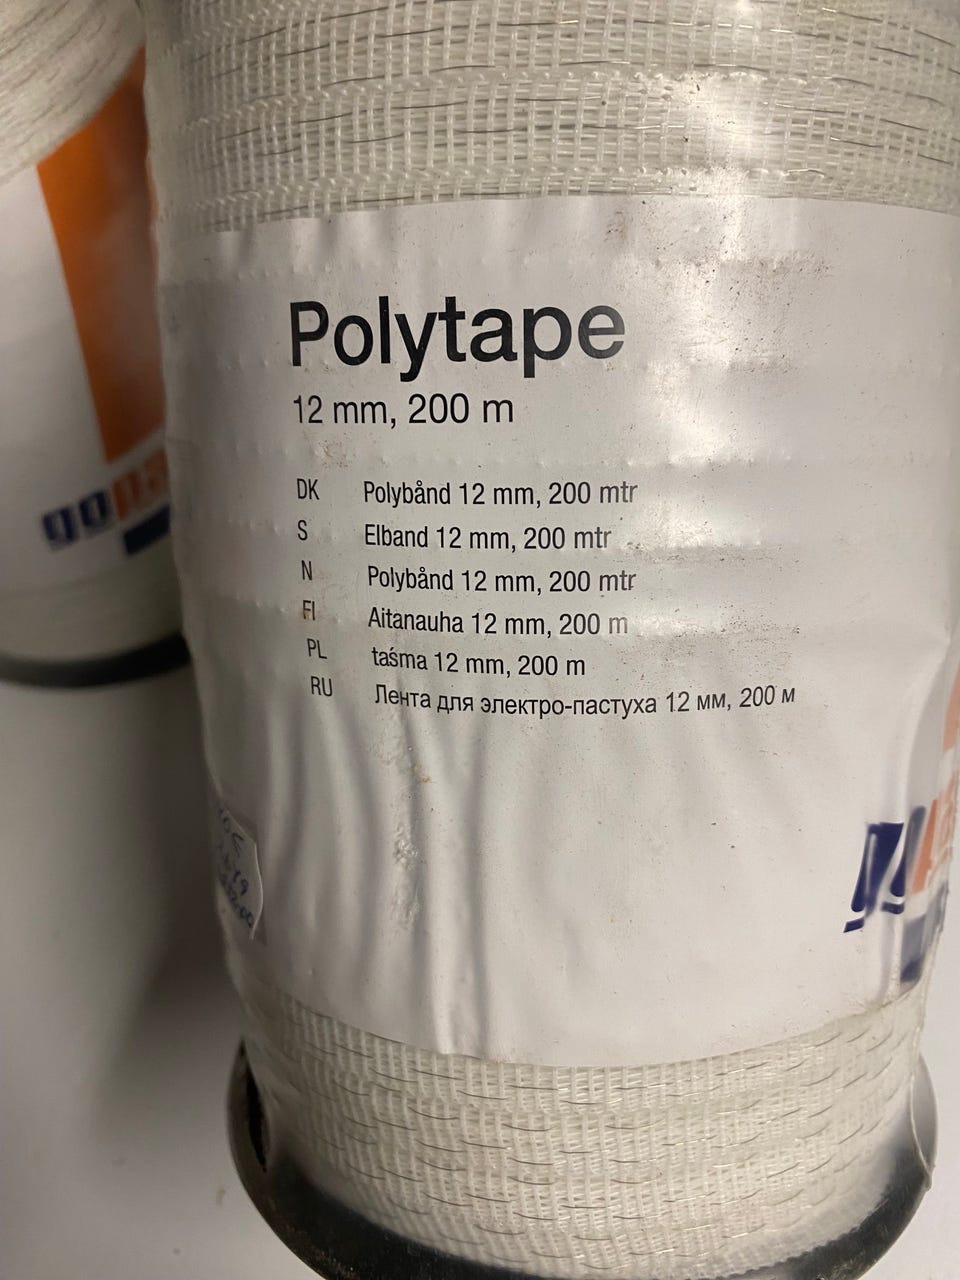 Polytape
12 mm, 200 m
DK Polybånd 12 mm, 200 mtr
S Elband 12 mm, 200 mtr
N Polybånd 12 mm, 200 mtr
FI Aitanauha 12 mm, 200 m
PL taśma 12 mm, 200 m
RU Лента для электро-пастуха 12 мм, 200 м